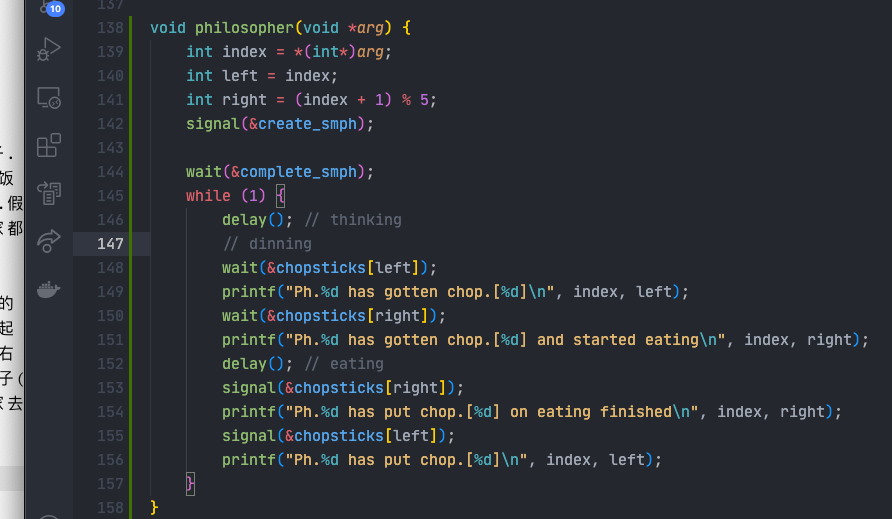 10
子.
饭
.假
家都
的
起
右
子(
家去
137
138 void philosopher(void *arg) {
139 int index = *(int*)arg;
140 int left = index;
141 int right = (index + 1) % 5;
142 signal(&create_smph);
143
144 wait(&complete_smph);
145 while (1) {
146 delay(); // thinking
147 // dinning
148 wait(&chopsticks[left]);
149 printf("Ph.%d has gotten chop.[%d]\n", index, left);
150 wait(&chopsticks[right]);
151 printf("Ph.%d has gotten chop.[%d] and started eating\n", index, right);
152 delay(); // eating
153 signal(&chopsticks[right]);
154 printf("Ph.%d has put chop.[%d] on eating finished\n", index, right);
155 signal(&chopsticks[left]);
156 printf("Ph.%d has put chop.[%d]\n", index, left);
157 }
158 }